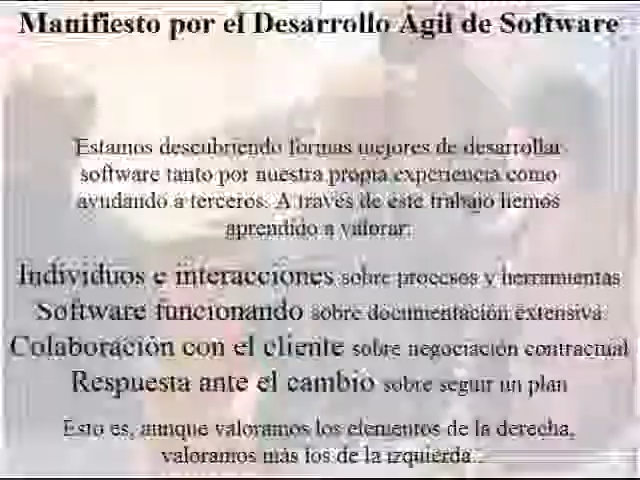 Manifiesto por el Desarrollo Ágil de Software
Estamos descubriendo formas mejores de desarrollar
software tanto por nuestra propia experiencia como
ayudando a terceros. A través de este trabajo hemos
aprendido a valorar:
Individuos e interacciones sobre procesos y herramientas
Software funcionando sobre documentación extensiva
Colaboración con el cliente sobre negociación contractual
Respuesta ante el cambio sobre seguir un plan
Esto es, aunque valoramos los elementos de la derecha,
valoramos más los de la izquierda.